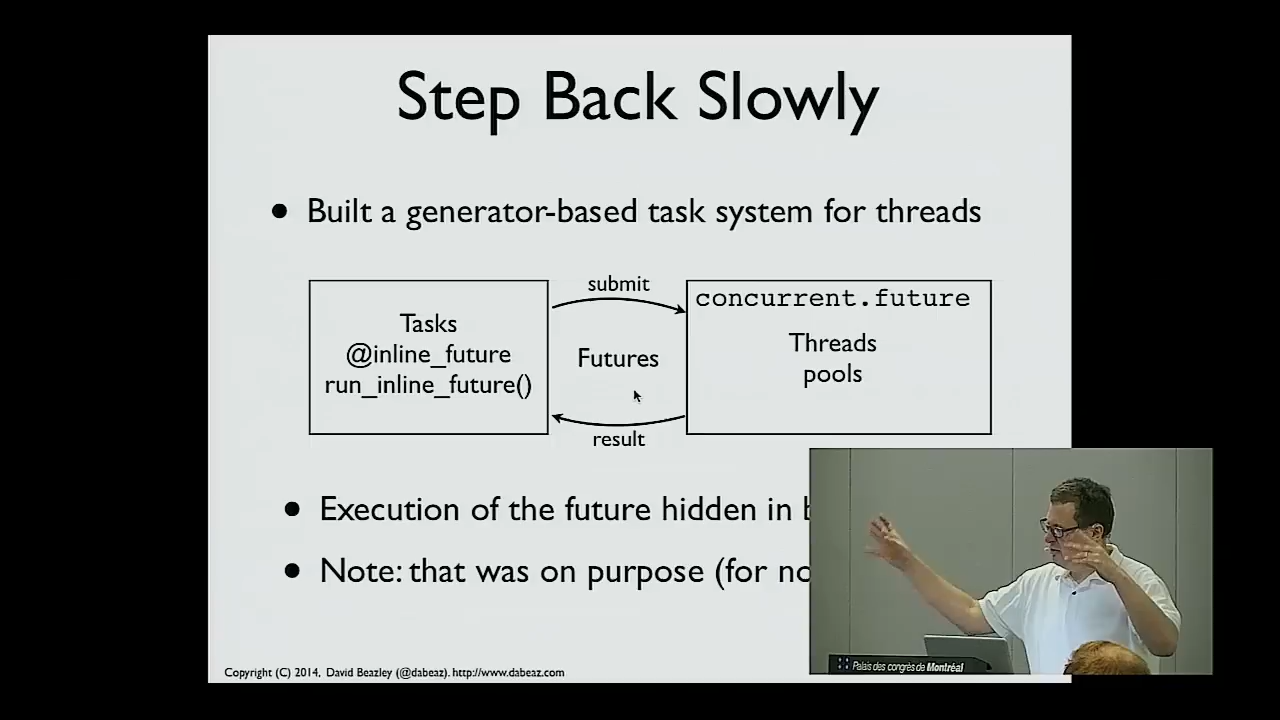 Step Back Slowly
• Built a generator-based task system for threads
submit
concurrent.future
Tasks
@inline_future
run_inline_future()
Futures
Threads
pools
result
• Execution of the future hidden in
• Note: that was on purpose (for
Copyright (C) 2014, David Beazley (@dabeaz). http://www.dabeaz.com
Palais des congrès de Montréal